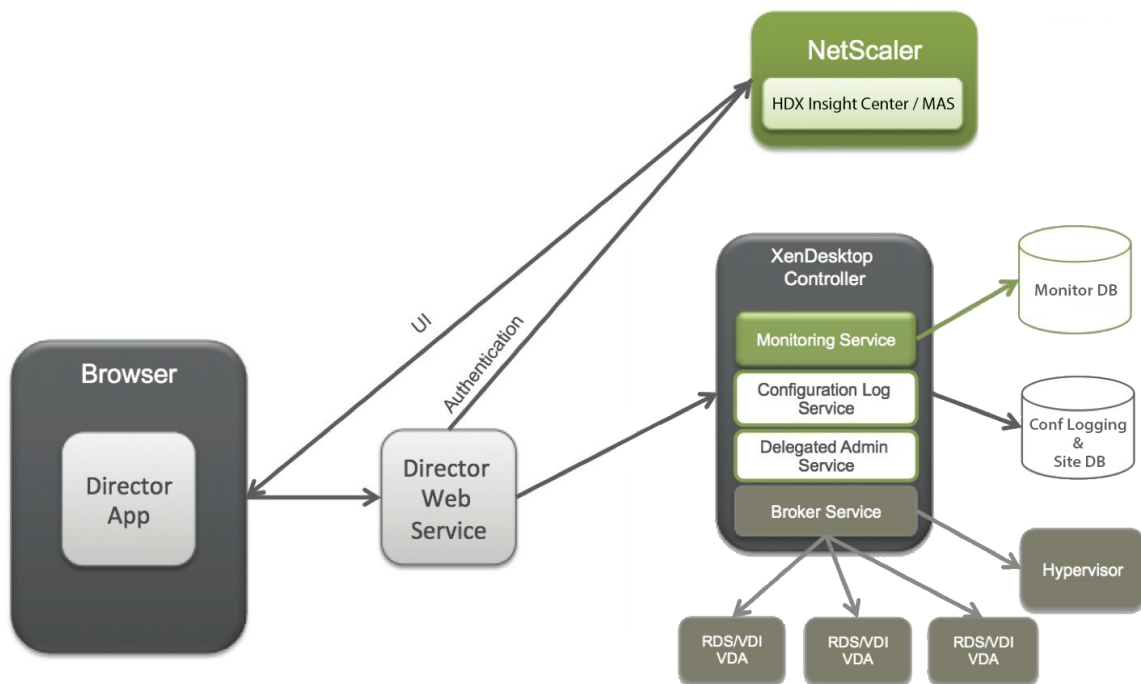 NetScaler
HDX Insight Center / MAS
XenDesktop
Controller
Monitor DB
UI
Authentication
Monitoring Service
Browser
Configuration Log
Service
Conf Logging
&
Site DB
Delegated Admin
Service
Director
App
Director
Web
Service
Broker Service
Hypervisor
RDS/VDI
VDA
RDS/VDI
VDA
RDS/VDI
VDA